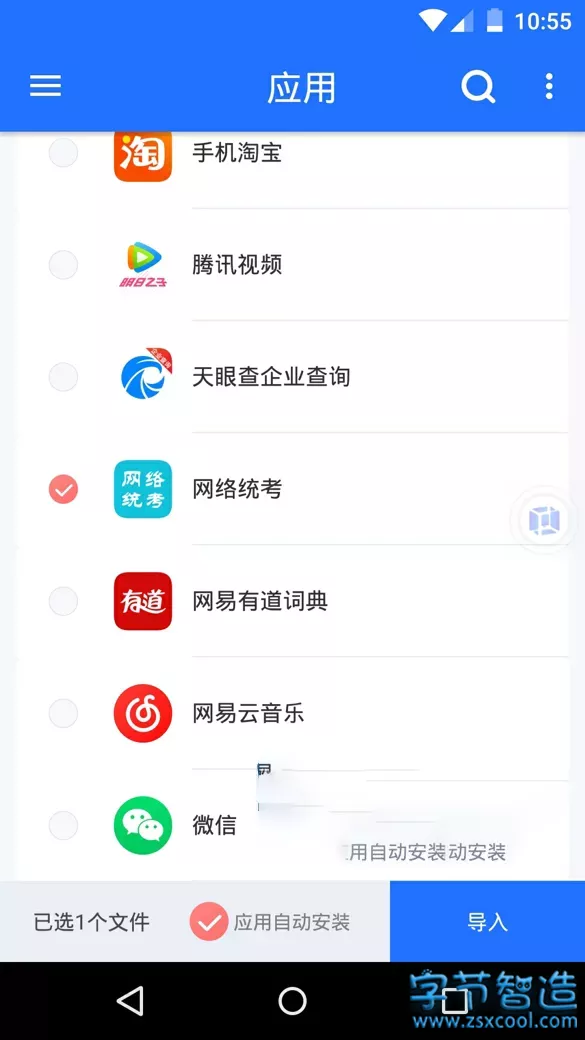 10:55
应用
淘
手机淘宝
明日之子
腾讯视频
天眼查企业查询
网络
统考
网络统考
有道
网易有道词典
网易云音乐
微信
用自动安装动安装
已选1个文件
应用自动安装
导入
字节智造
www.zsxcool.com